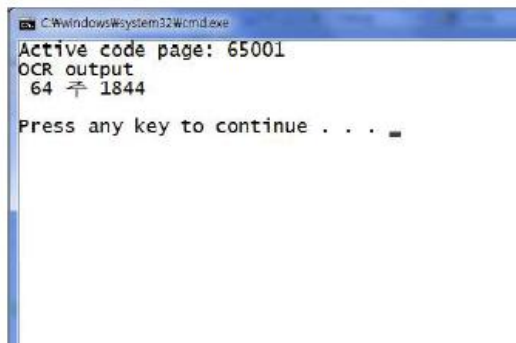 C:₩windows₩system32₩cmd.exe
Active code page: 65001
OCR output
64 주 1844
Press any key to continue . . . _